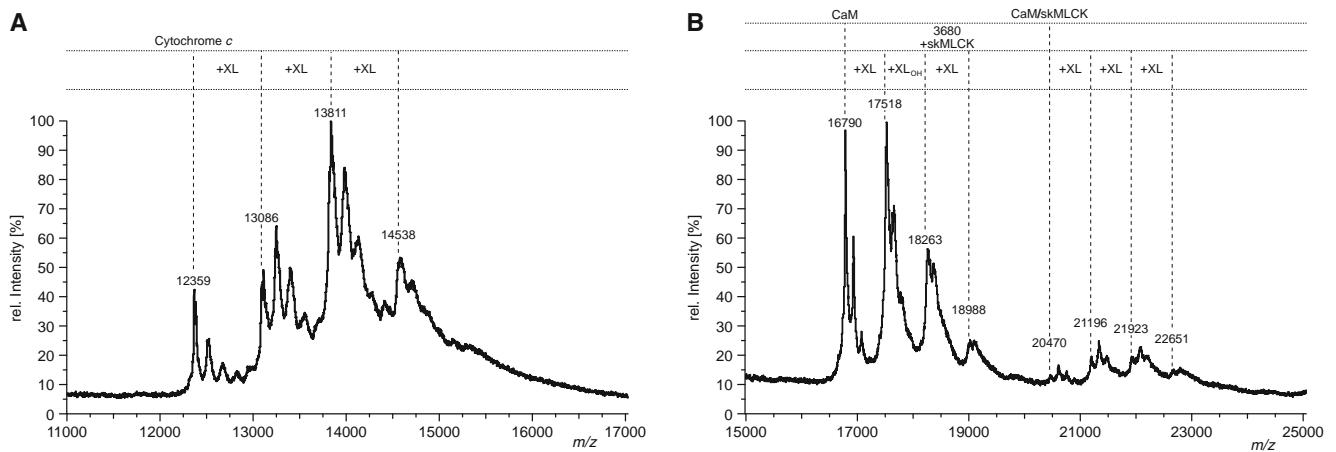 A
Cytochrome c
+XL +XL +XL
13811
13086
14538
12359
100
90
80
70
60
50
40
30
20
10
0
rel. Intensity [%]
11000 12000 13000 14000 15000 16000 17000
m/z
B
CaM CaM/skMLCK
3680
+skMLCK
+XL +XLOH +XL +XL +XL +XL
17518
16790
18263
18988
20470 21196 21923 22651
100
90
80
70
60
50
40
30
20
10
0
rel. Intensity [%]
15000 17000 19000 21000 23000 25000
m/z